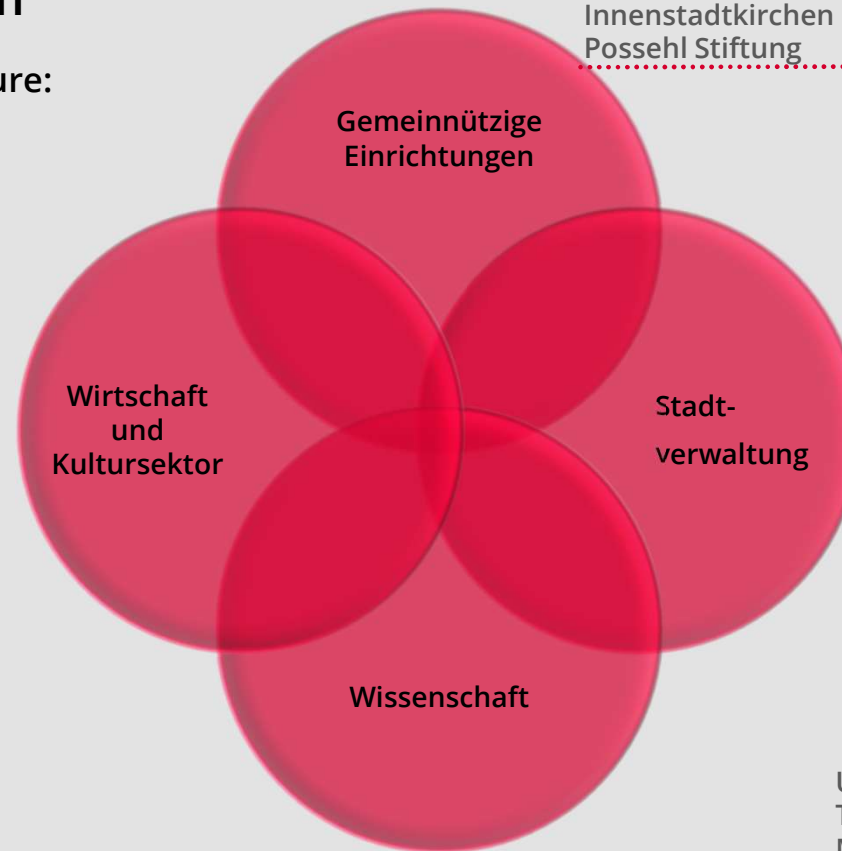 ure:
Innenstadtkirchen
Possehl Stiftung
Gemeinnützige
Einrichtungen
Wirtschaft
und
Kultursektor
Stadt-
verwaltung
Wissenschaft